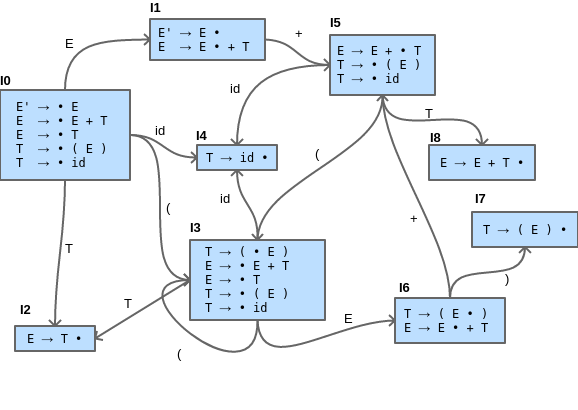 I1
E' → E •
E → E • + T
E
+
I5
E → E + • T
T → • ( E )
T → • id
I0
E' → • E
E → • E + T
E → • T
T → • ( E )
T → • id
id
id
I4
T → id •
(
T
I8
E → E + T •
id
(
I7
T → ( E ) •
I3
T → ( • E )
E → • E + T
E → • T
T → • ( E )
T → • id
+
T
)
I6
T → ( E • )
E → E • + T
I2
E → T •
T
E
(